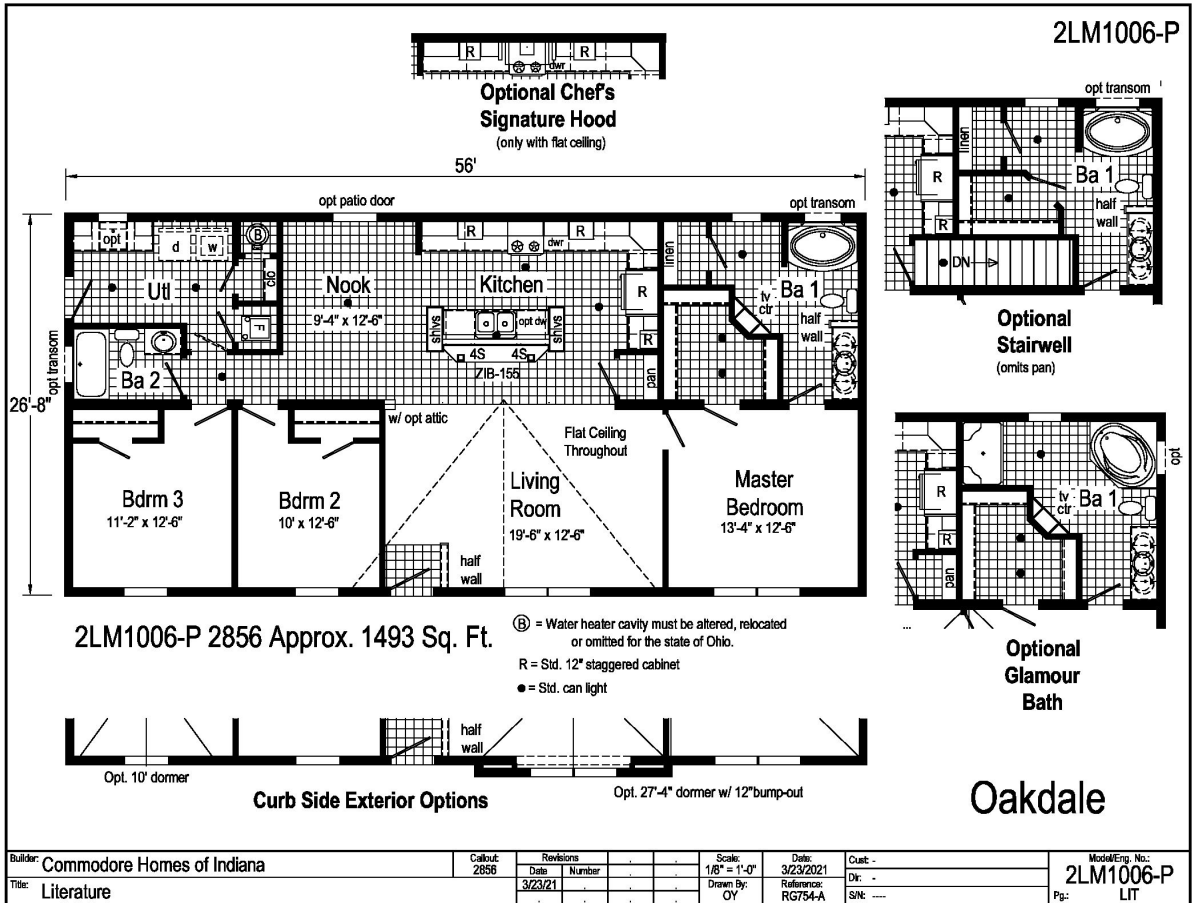 2LM1006-P
R
R
dwr
Optional Chef's
Signature Hood
(only with flat ceiling)
56'
opt patio door
opt transom
opt transom
linen
R
Ba 1
half
wall
R
DN
Optional
Stairwell
(omits pan)
26'-8"
opt
d
w
B
clo
Utl
F
opt transom
Ba 2
Nook
9'-4" x 12'-6"
R
R
dwr
Kitchen
R
R
shlvs
opt dw
shlvs
4S
4S
ZIB-155
pan
linen
tv
ctr
Ba 1
half
wall
w/ opt attic
Flat Ceiling
Throughout
Bdrm 3
11'-2" x 12'-6"
Bdrm 2
10' x 12'-6"
Living
Room
19'-6" x 12'-6"
Master
Bedroom
13'-4" x 12'-6"
half
wall
R
R
pan
tv
ctr
Ba 1
opt
...
Optional
Glamour
Bath
2LM1006-P 2856 Approx. 1493 Sq. Ft.
B = Water heater cavity must be altered, relocated
or omitted for the state of Ohio.
R = Std. 12" staggered cabinet
● = Std. can light
half
wall
Opt. 10' dormer
Curb Side Exterior Options
Opt. 27'-4" dormer w/ 12"bump-out
Oakdale
Builder: Commodore Homes of Indiana
Title: Literature
Callout:
2856
Revisions
Date Number
3/23/21
Scale:
1/8" = 1'-0"
Drawn By:
OY
Date:
3/23/2021
Reference:
RG754-A
Cust: -
Dir: -
S/N: ----
Model/Eng. No.:
2LM1006-P
Pg.: LIT